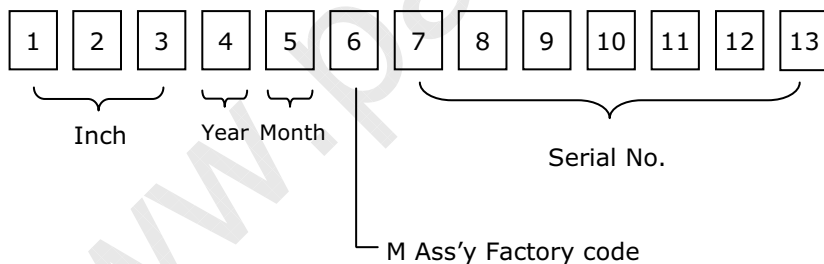 1 2 3 4 5 6 7 8 9 10 11 12 13
Inch Year Month Serial No.
M Ass'y Factory code